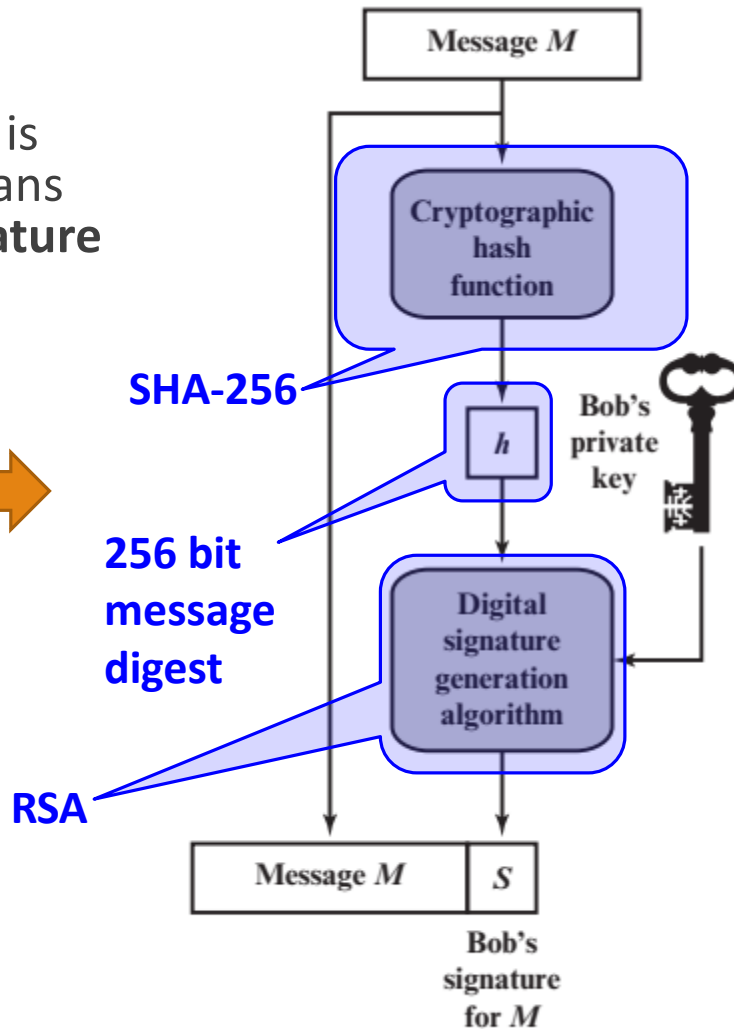 Message M
is
ans
ature
Cryptographic
hash
function
SHA-256
h
Bob's
private
key
256 bit
message
digest
Digital
signature
generation
algorithm
RSA
Message M
S
Bob's
signature
for M